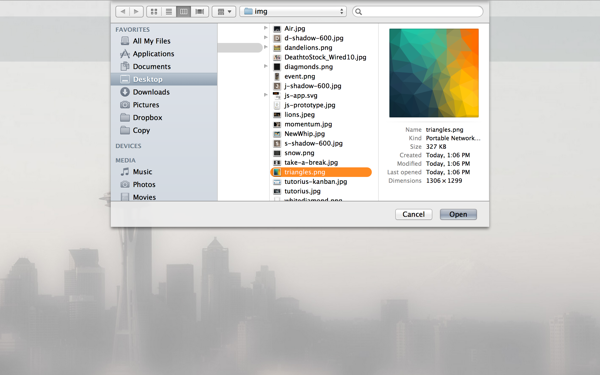 img
FAVORITES
All My Files
Applications
Documents
Desktop
Downloads
Pictures
Dropbox
Copy
DEVICES
MEDIA
Music
Photos
Movies
Air.jpg
d-shadow-600.jpg
dandelions.png
DeathtoStock_Wired10.jpg
diagmonds.png
event.png
j-shadow-600.jpg
js-app.svg
js-prototype.jpg
lions.jpeg
momentum.jpg
NewWhip.jpg
s-shadow-600.jpg
snow.png
take-a-break.jpg
triangles.png
tutorius-kanban.jpg
tutorius.jpg
whitediamond.png
Name triangles.png
Kind Portable Network...
Size 327 KB
Created Today, 1:06 PM
Modified Today, 1:06 PM
Last opened Today, 1:06 PM
Dimensions 1306 × 1299
Cancel
Open